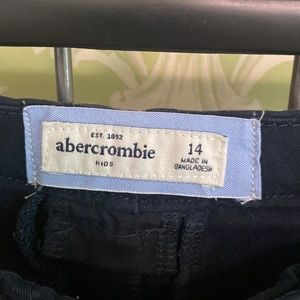 EST. 1892
abercrombie
KIDS
14
MADE IN
BANGLADESH